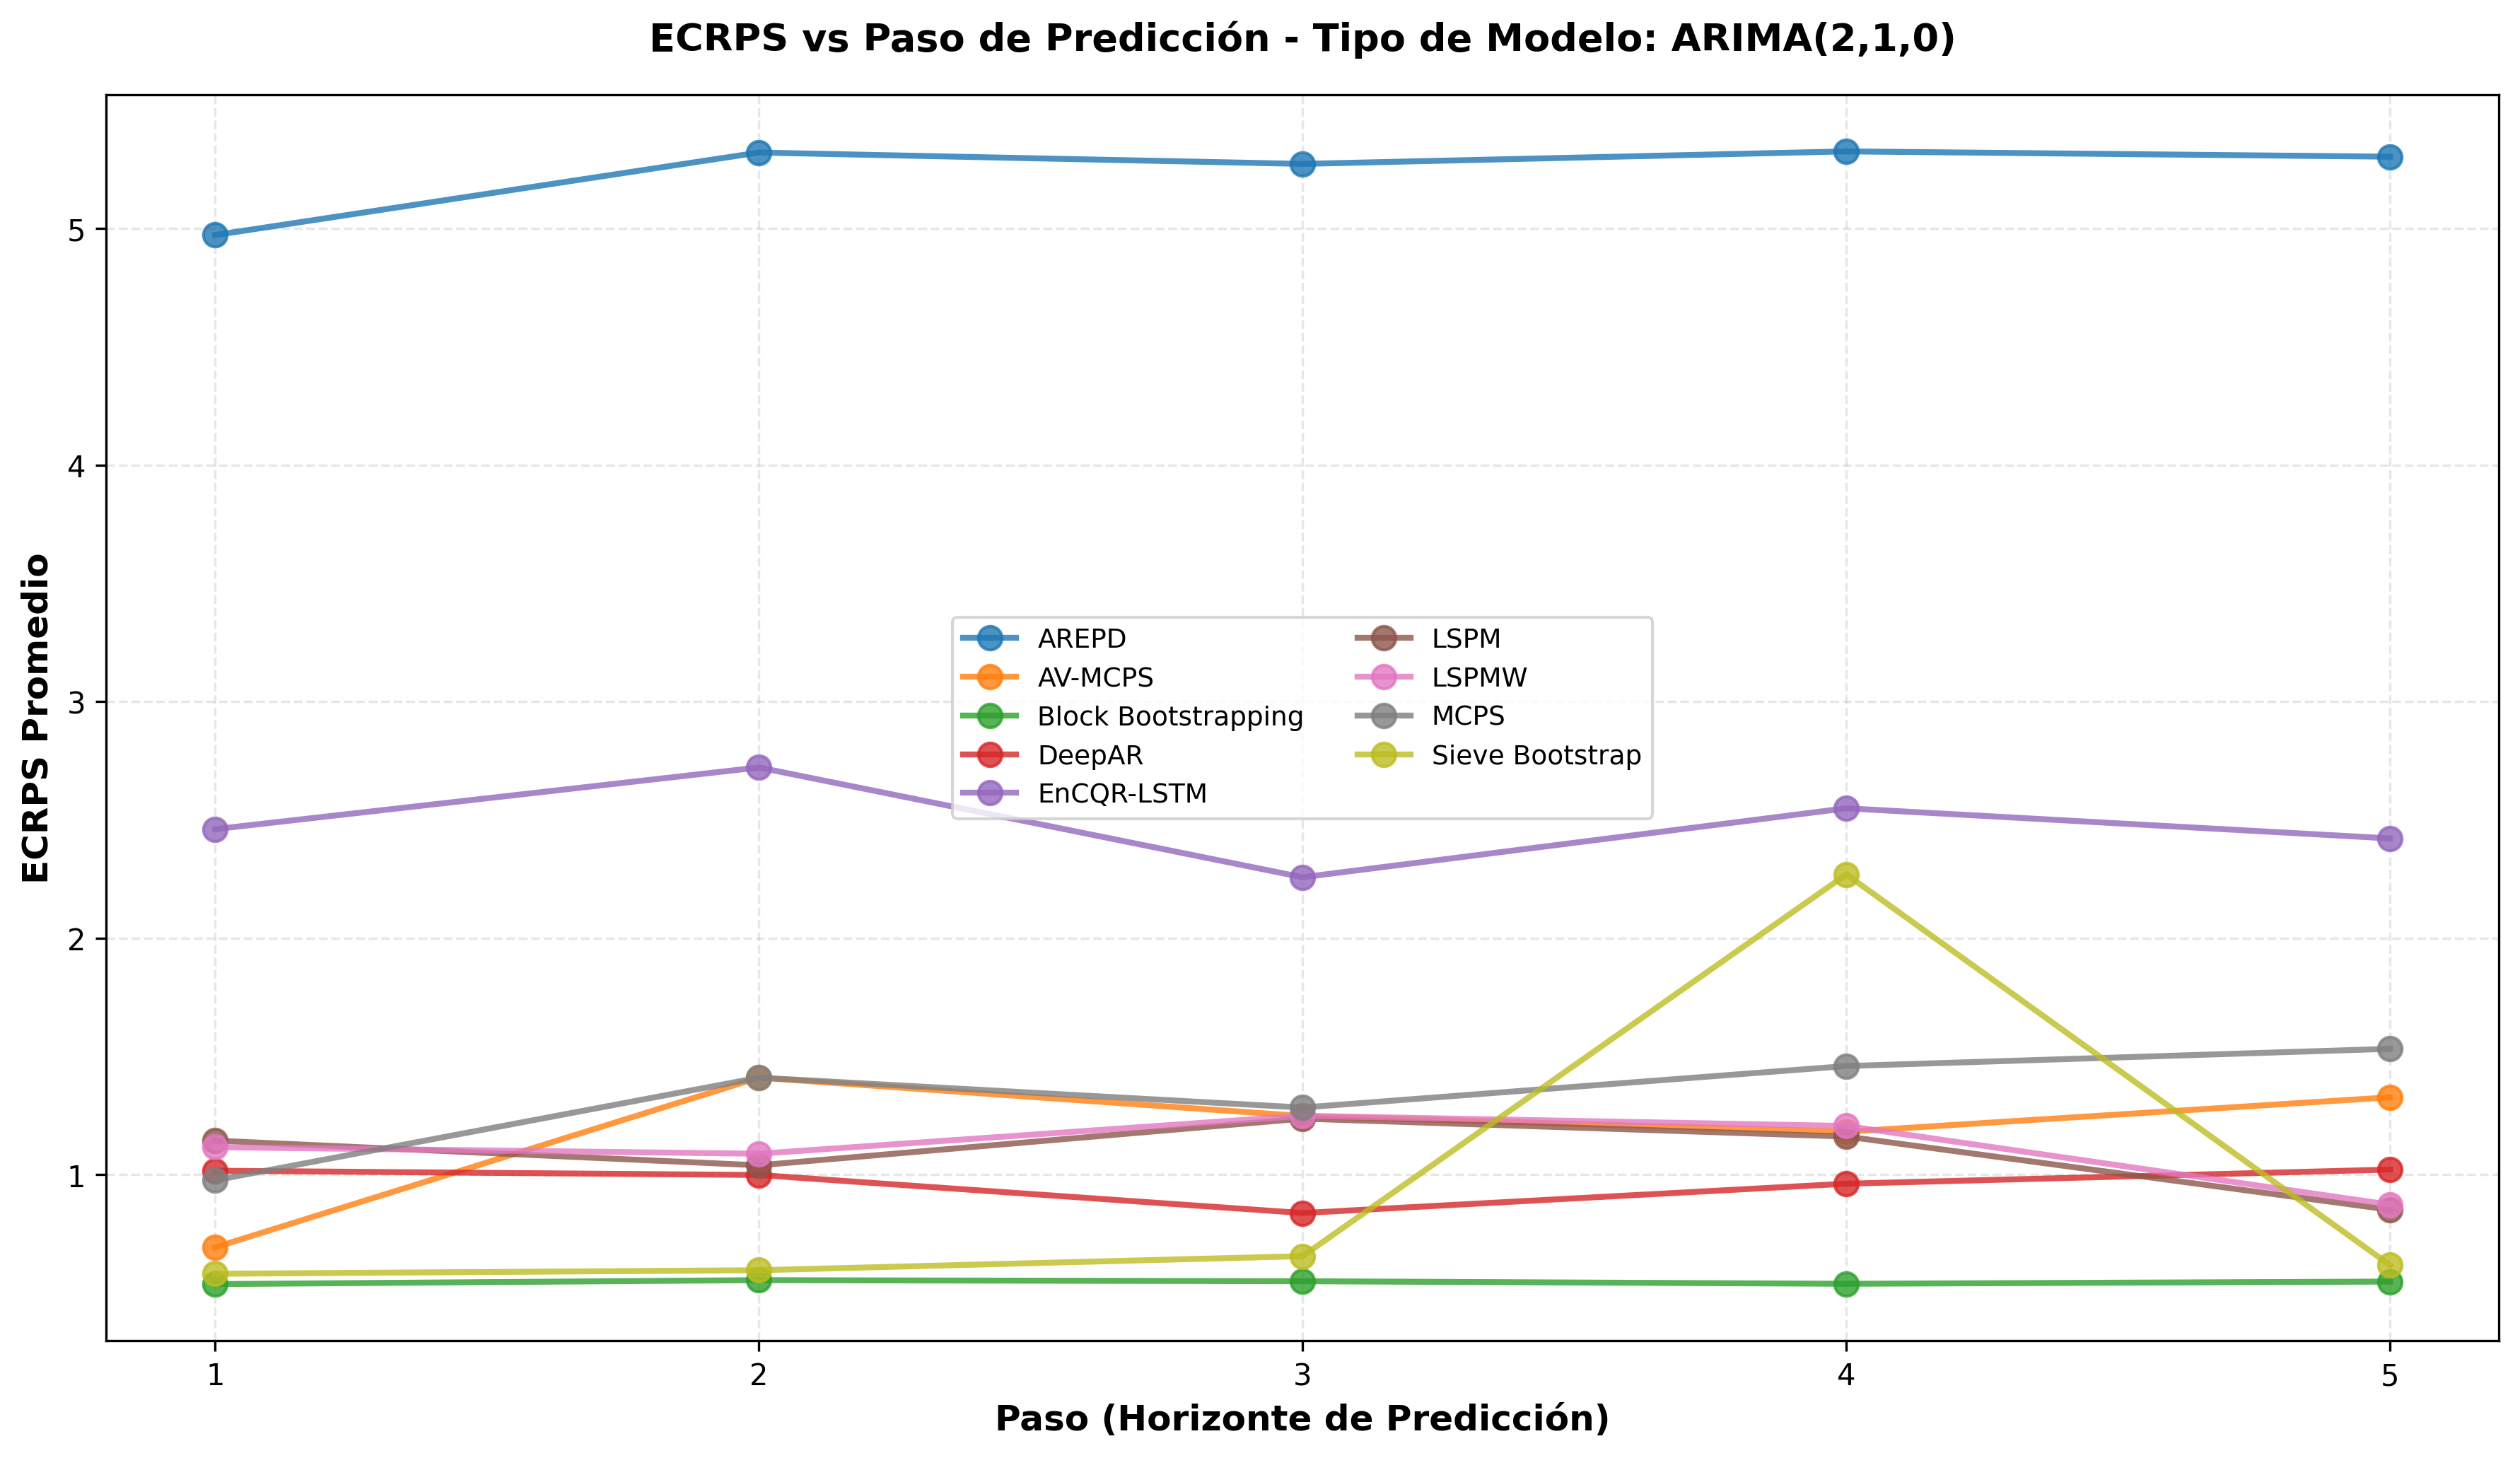 ECRPS vs Paso de Predicción - Tipo de Modelo: ARIMA(2,1,0)
ECRPS Promedio
5
4
3
2
1
AREPD
AV-MCPS
Block Bootstrapping
DeepAR
EnCQR-LSTM
LSPM
LSPMW
MCPS
Sieve Bootstrap
1 2 3 4 5
Paso (Horizonte de Predicción)